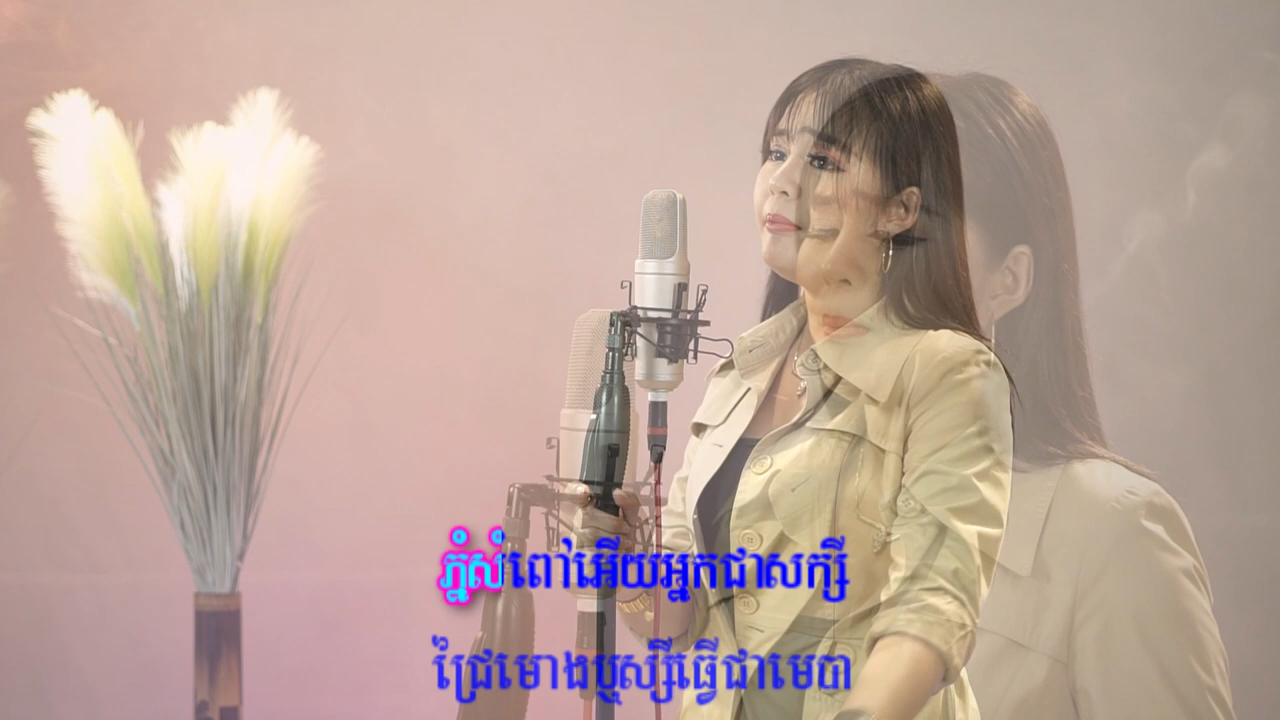 ភ្នំសំពៅអើយអ្នកជាសក្សី
ជ្រៃមោងឬស្សីធ្វើជាមេបា